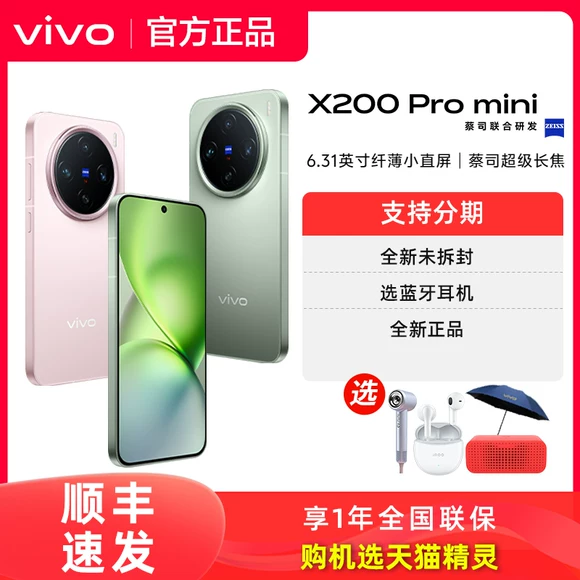 vivo 官方正品
X200 Pro mini
蔡司联合研发 ZEISS
6.31英寸纤薄小直屏 | 蔡司超级长焦
支持分期
全新未拆封
选蓝牙耳机
全新正品
选
vivo
vivo
ZEISS
ZEISS
vivo
顺丰
速发
享1年全国联保
购机选天猫精灵